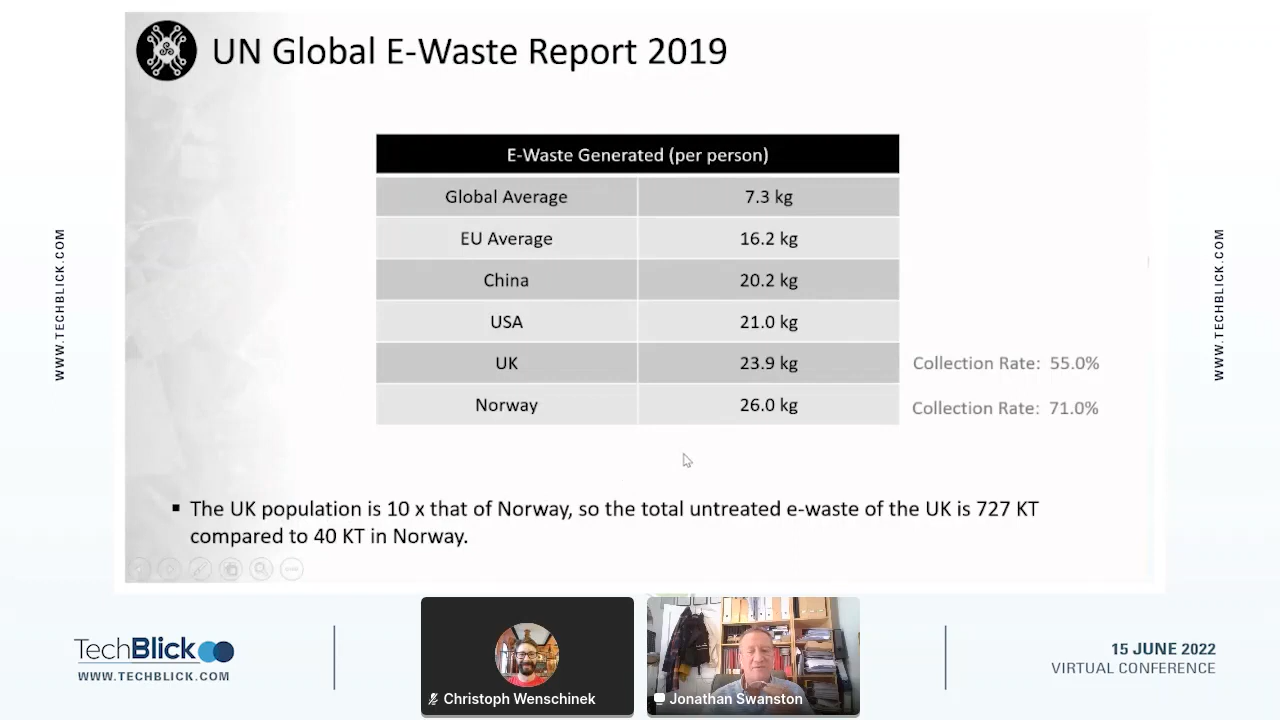 UN Global E-Waste Report 2019
E-Waste Generated (per person)
Global Average 7.3 kg
EU Average 16.2 kg
China 20.2 kg
USA 21.0 kg
UK 23.9 kg Collection Rate: 55.0%
Norway 26.0 kg Collection Rate: 71.0%
▪ The UK population is 10 x that of Norway, so the total untreated e-waste of the UK is 727 KT
compared to 40 KT in Norway.
WWW.TECHBLICK.COM
WWW.TECHBLICK.COM
TechBlick
WWW.TECHBLICK.COM
Christoph Wenschinek
Jonathan Swanston
15 JUNE 2022
VIRTUAL CONFERENCE